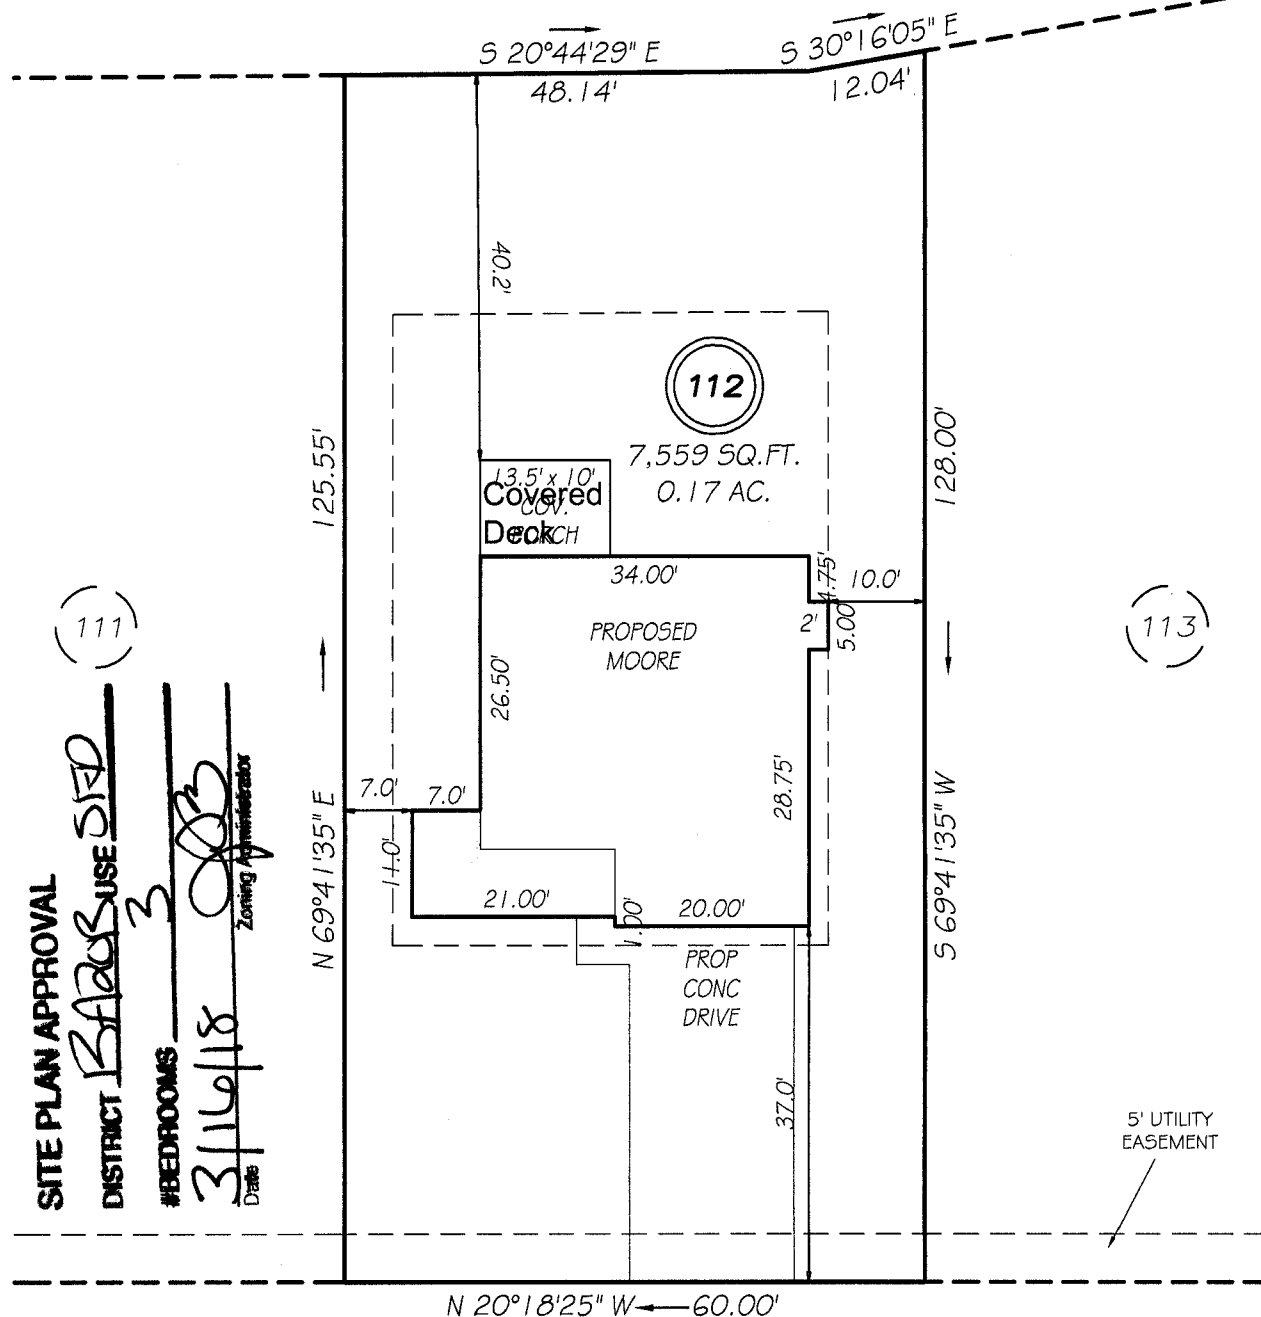 S 20°44'29" E
48.14'
S 30°16'05" E
12.04'
40.2'
112
7,559 SQ.FT.
0.17 AC.
125.55'
128.00'
13.5' x 10'
COV.
PORCH
Covered
Deck
34.00'
4.75'
10.0'
2'
5.00'
PROPOSED
MOORE
26.50'
28.75'
111
113
7.0'
7.0'
11.0'
21.00'
1.00'
20.00'
N 69°41'35" E
S 69°41'35" W
PROP
CONC
DRIVE
37.0'
5' UTILITY
EASEMENT
N 20°18'25" W
60.00'
SITE PLAN APPROVAL
DISTRICT RA20R USE SFD
#BEDROOMS 3
3/16/18
Date Zoning Administrator